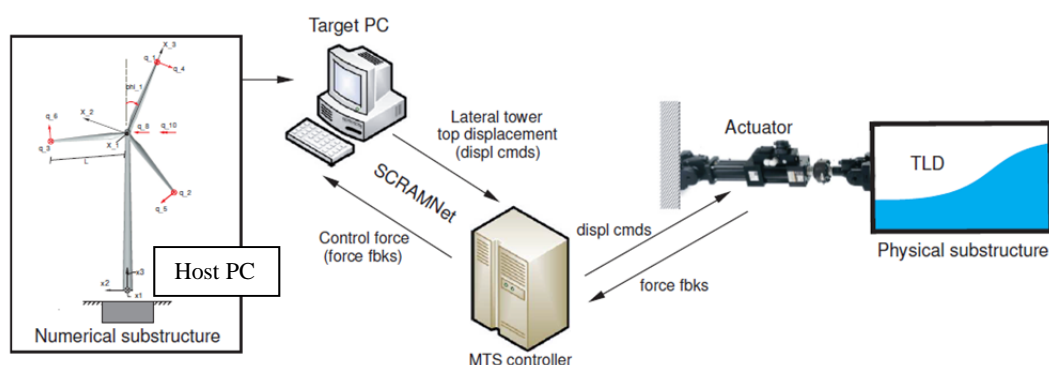 Target PC
X_3
q_1
q_4
phi_1
q_6
X_2
q_8
q_10
q_3
X_1
L
q_2
q_5
x3
x2
x1
Host PC
Numerical substructure
Lateral tower
top displacement
(displ cmds)
SCRAMNet
Control force
(force fbks)
MTS controller
Actuator
displ cmds
force fbks
TLD
Physical substructure